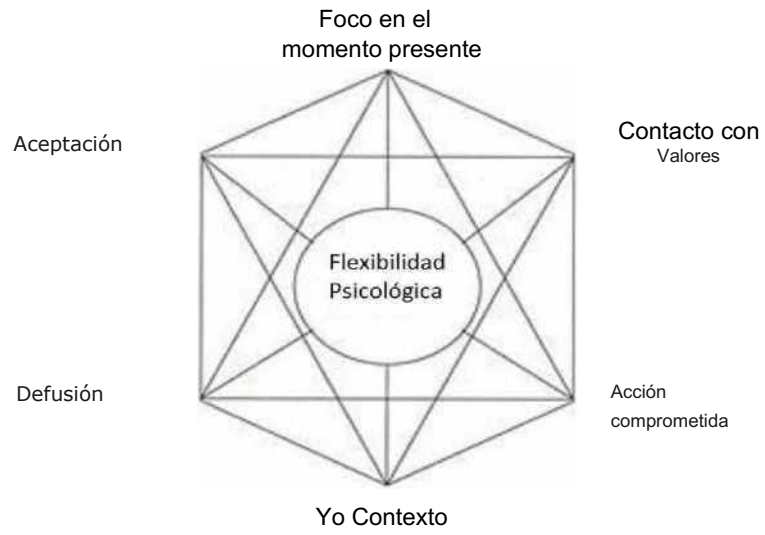 Foco en el
momento presente
Aceptación
Contacto con
Valores
Flexibilidad
Psicológica
Defusión
Acción
comprometida
Yo Contexto